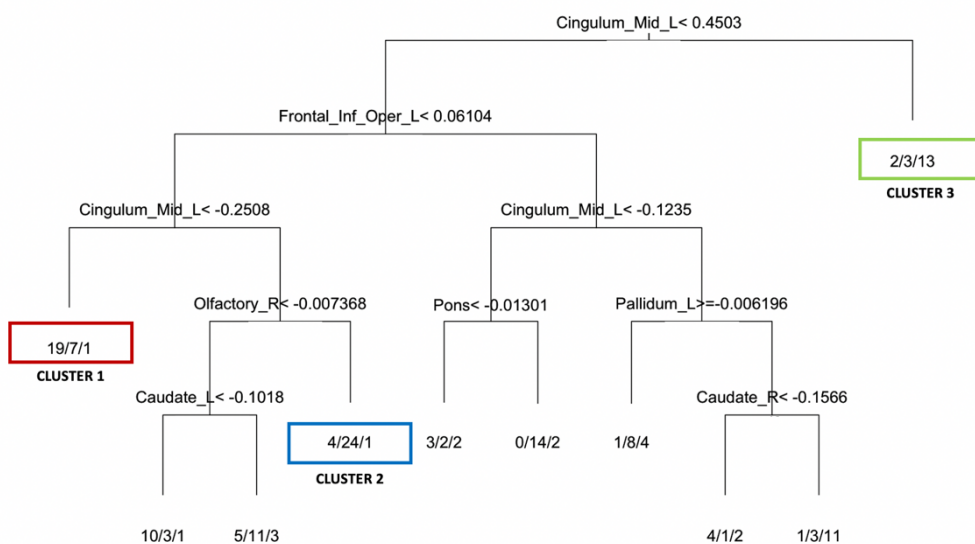 Cingulum_Mid_L< 0.4503
Frontal_Inf_Oper_L< 0.06104
2/3/13
CLUSTER 3
Cingulum_Mid_L< -0.2508
Cingulum_Mid_L< -0.1235
Olfactory_R< -0.007368
Pons< -0.01301
Pallidum_L>=-0.006196
19/7/1
CLUSTER 1
Caudate_L< -0.1018
Caudate_R< -0.1566
4/24/1
3/2/2
0/14/2
1/8/4
CLUSTER 2
10/3/1
5/11/3
4/1/2
1/3/11